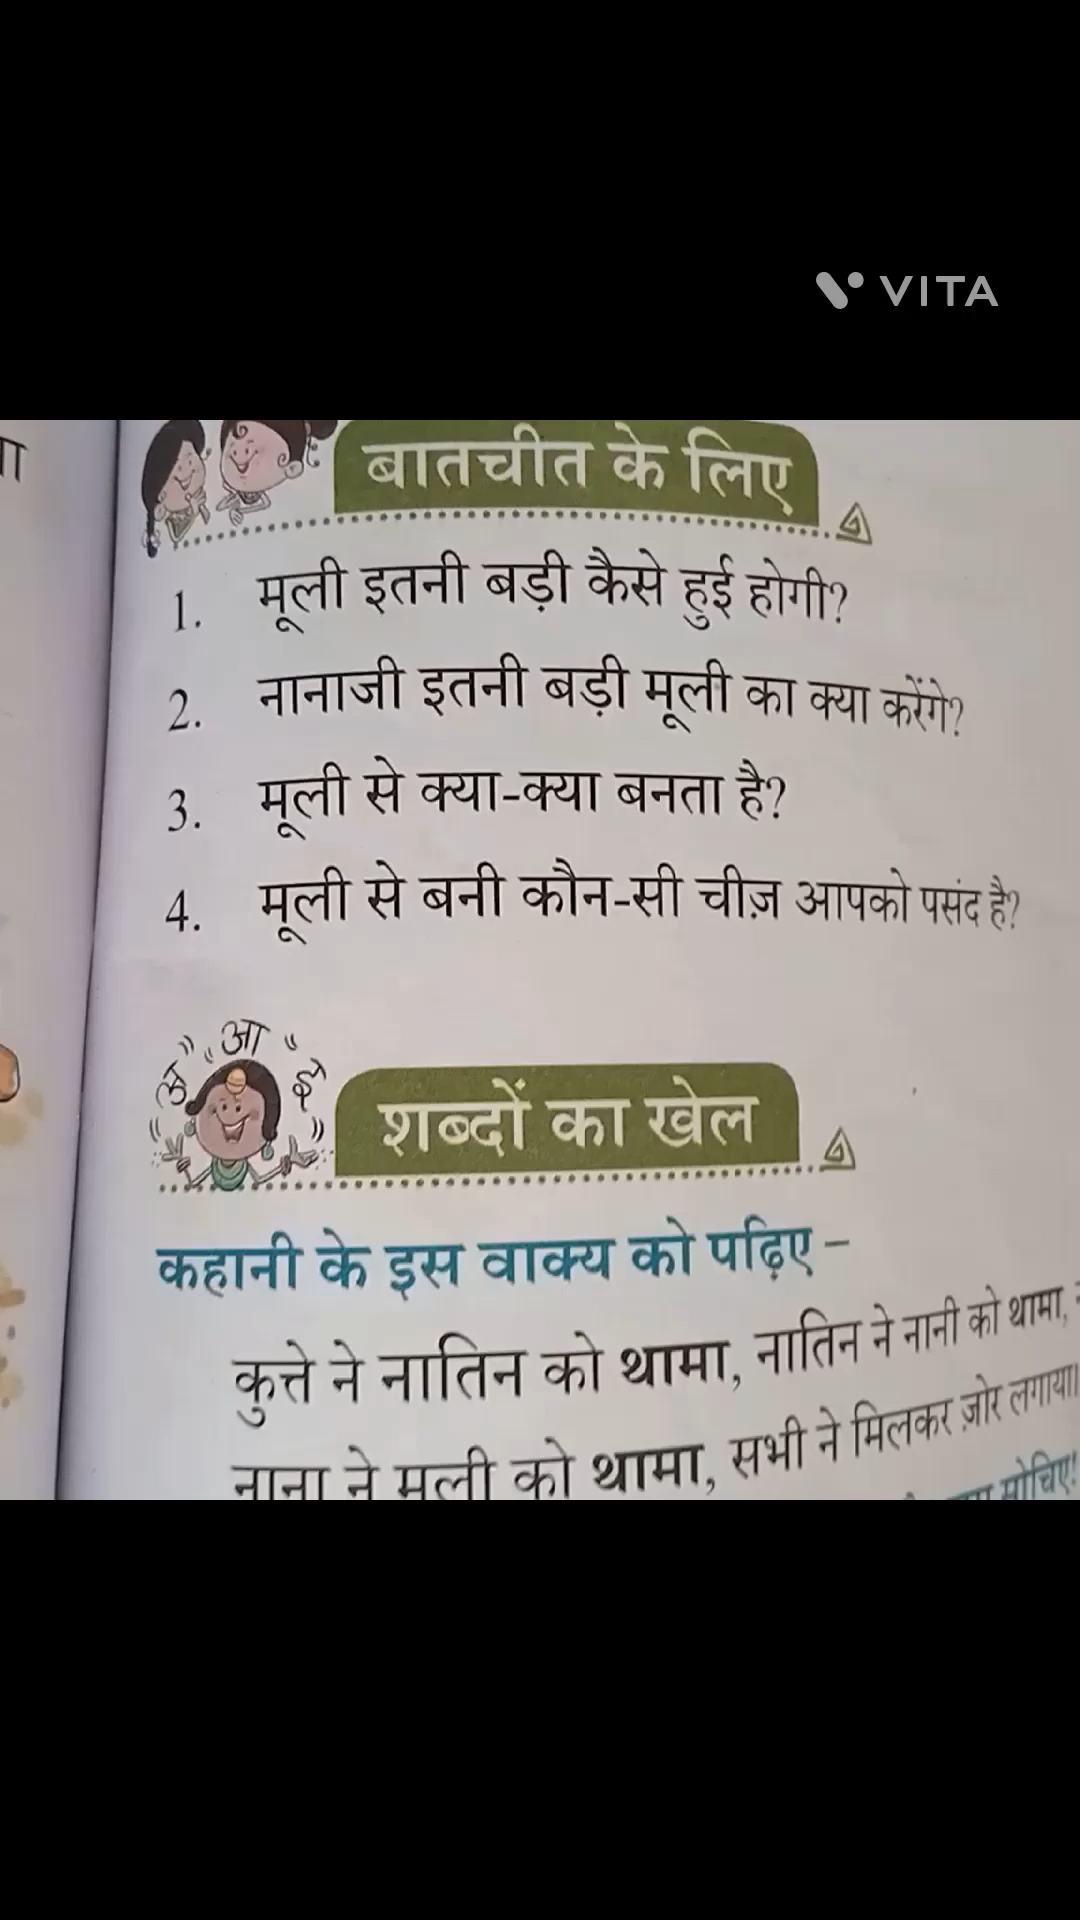 VITA
बातचीत के लिए
1. मूली इतनी बड़ी कैसे हुई होगी?
2. नानाजी इतनी बड़ी मूली का क्या करेंगे?
3. मूली से क्या-क्या बनता है?
4. मूली से बनी कौन-सी चीज़ आपको पसंद है?
आ
ल ई
शब्दों का खेल
कहानी के इस वाक्य को पढ़िए –
कुत्ते ने नातिन को थामा, नातिन ने नानी को थामा,
नाना ने मूली को थामा, सभी ने मिलकर ज़ोर लगाया।
सोचिए!